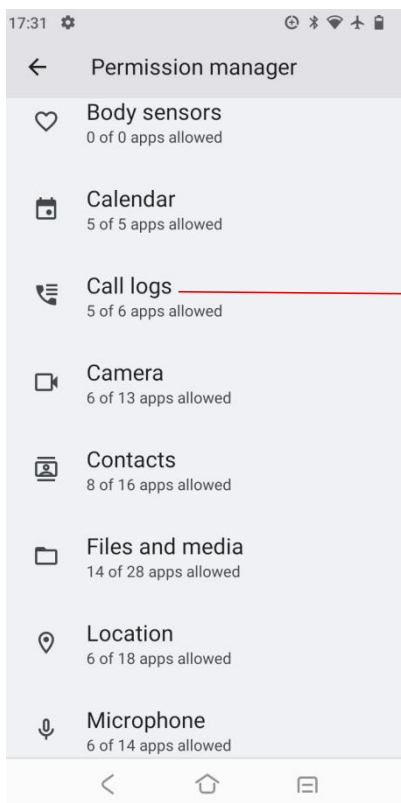 17:31
Permission manager
Body sensors
0 of 0 apps allowed
Calendar
5 of 5 apps allowed
Call logs
5 of 6 apps allowed
Camera
6 of 13 apps allowed
Contacts
8 of 16 apps allowed
Files and media
14 of 28 apps allowed
Location
6 of 18 apps allowed
Microphone
6 of 14 apps allowed